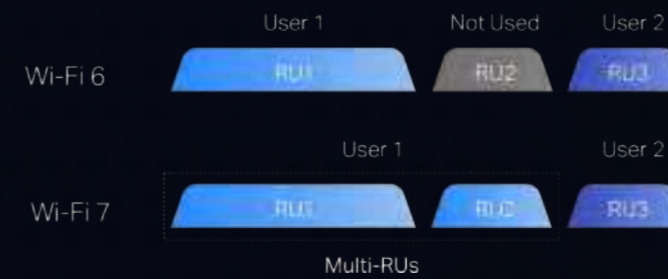 User 1 Not Used User 2
Wi-Fi 6 RU1 RU2 RU3
User 1 User 2
Wi-Fi 7 RU1 RU2 RU3
Multi-RUs